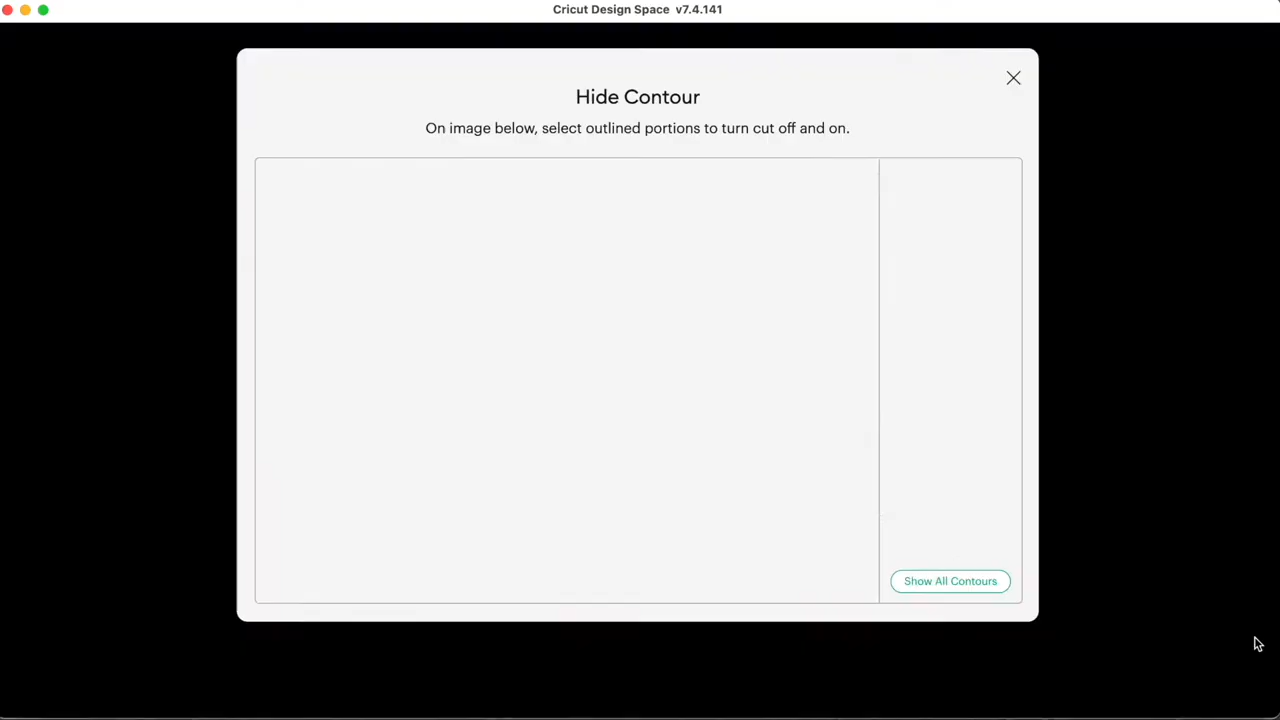 Cricut Design Space v7.4.141
Hide Contour
On image below, select outlined portions to turn cut off and on.
Show All Contours